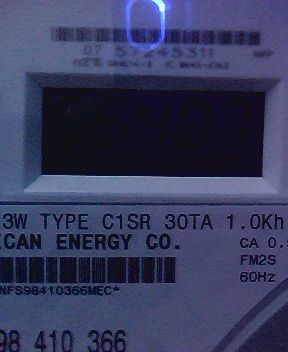 07 57245311
3W TYPE C1SR 30TA 1.0Kh
ICAN ENERGY CO.
CA 0.5
FM2S
60Hz
NFS98410366MEC*
98 410 366